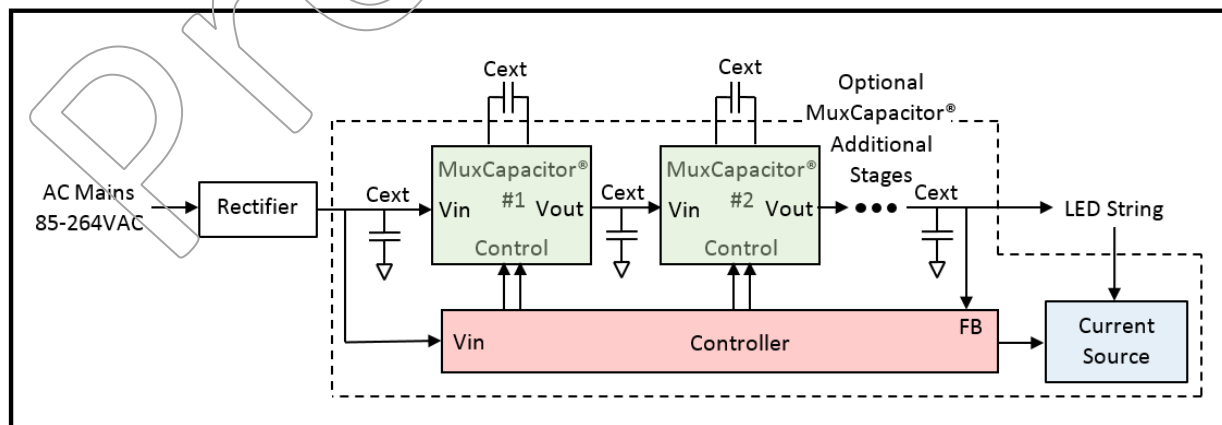 Cext
Cext
Optional
MuxCapacitor®
Additional
Stages
MuxCapacitor®
#1
MuxCapacitor®
#2
AC Mains
85-264VAC
Rectifier
Cext
Vin
Vout
Cext
Vin
Vout
Cext
LED String
Control
Control
Vin
Controller
FB
Current
Source